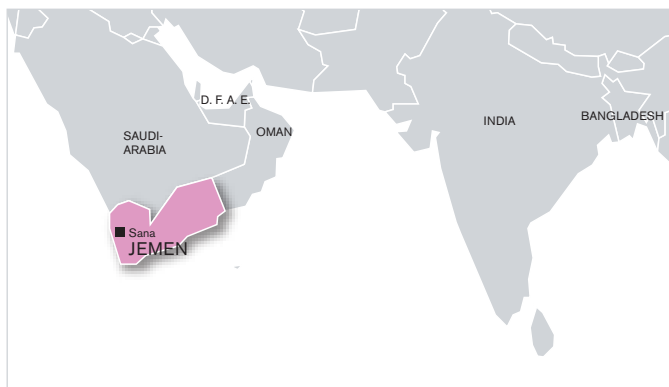 D. F. A. E.
SAUDI-
ARABIA
OMAN
INDIA
BANGLADESH
Sana
JEMEN